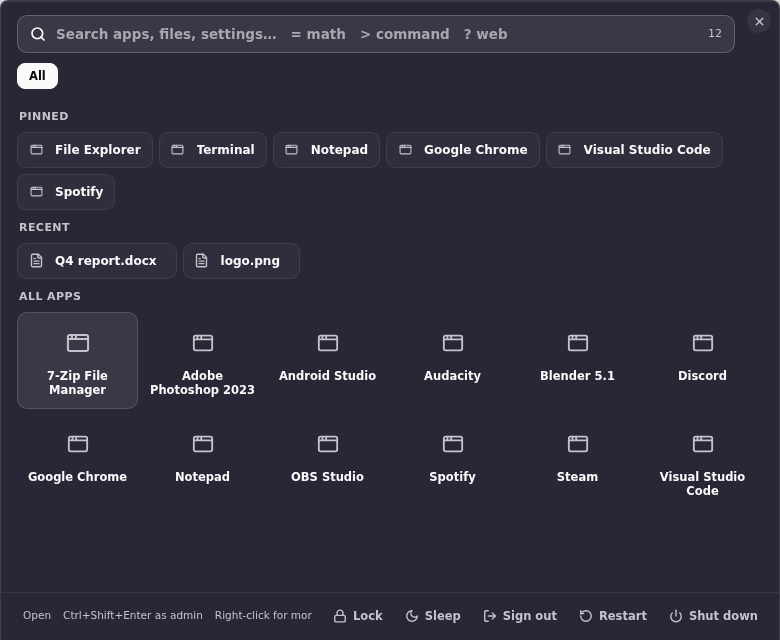 Search apps, files, settings... = math > command ? web 12
All
PINNED
File Explorer Terminal Notepad Google Chrome Visual Studio Code
Spotify
RECENT
Q4 report.docx logo.png
ALL APPS
7-Zip File Manager
Adobe Photoshop 2023
Android Studio
Audacity
Blender 5.1
Discord
Google Chrome
Notepad
OBS Studio
Spotify
Steam
Visual Studio Code
Open Ctrl+Shift+Enter as admin Right-click for mor Lock Sleep Sign out Restart Shut down